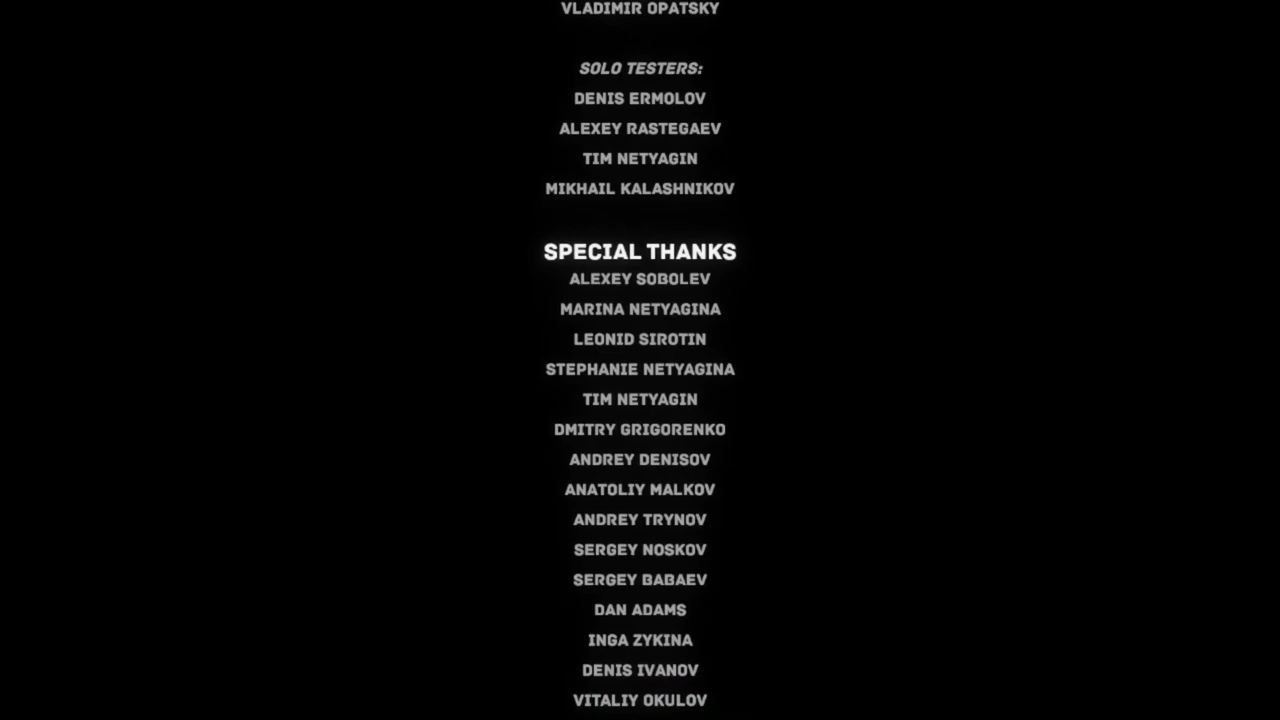 VLADIMIR OPATSKY
SOLO TESTERS:
DENIS ERMOLOV
ALEXEY RASTEGAEV
TIM NETYAGIN
MIKHAIL KALASHNIKOV
SPECIAL THANKS
ALEXEY SOBOLEV
MARINA NETYAGINA
LEONID SIROTIN
STEPHANIE NETYAGINA
TIM NETYAGIN
DMITRY GRIGORENKO
ANDREY DENISOV
ANATOLIY MALKOV
ANDREY TRYNOV
SERGEY NOSKOV
SERGEY BABAEV
DAN ADAMS
INGA ZYKINA
DENIS IVANOV
VITALIY OKULOV